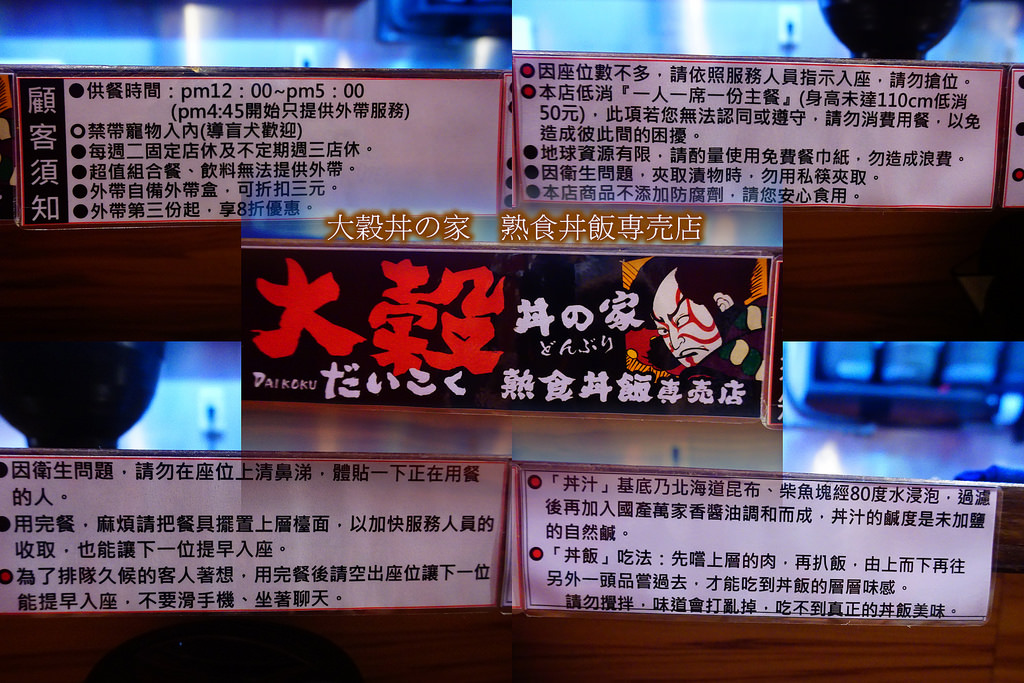 顧客須知
●供餐時間：pm12：00~pm5：00
(pm4:45開始只提供外帶服務)
○禁帶寵物入內(導盲犬歡迎)
●每週二固定店休及不定期週三店休。
●超值組合餐、飲料無法提供外帶。
●外帶自備外帶盒，可折扣三元。
●外帶第三份起，享8折優惠。
●因座位數不多，請依照服務人員指示入座，請勿搶位。
●本店低消『一人一席一份主餐』(身高未達110cm低消
50元)，此項若您無法認同或遵守，請勿消費用餐，以免
造成彼此間的困擾。
●地球資源有限，請酌量使用免費餐巾紙，勿造成浪費。
●因衛生問題，夾取漬物時，勿用私筷夾取。
●本店商品不添加防腐劑，請您安心食用。
大穀丼の家 熟食丼飯専売店
大穀
丼の家
どんぶり
DAIKOKU だいこく 熟食丼飯専売店
●因衛生問題，請勿在座位上清鼻涕，體貼一下正在用餐
的人。
●用完餐，麻煩請把餐具擺置上層檯面，以加快服務人員的
收取，也能讓下一位提早入座。
●為了排隊久候的客人著想，用完餐後請空出座位讓下一位
能提早入座，不要滑手機、坐著聊天。
●「丼汁」基底乃北海道昆布、柴魚塊經80度水浸泡，過濾
後再加入國產萬家香醬油調和而成，丼汁的鹹度是未加鹽
的自然鹹。
●「丼飯」吃法：先嚐上層的肉，再扒飯，由上而下再往
另外一頭品嘗過去，才能吃到丼飯的層層味感。
請勿攪拌，味道會打亂掉，吃不到真正的丼飯美味。